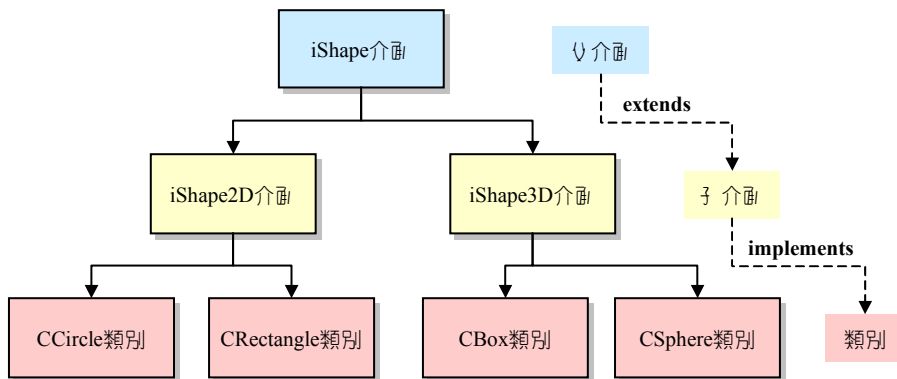 iShape介面
父介面
extends
iShape2D介面
iShape3D介面
子介面
implements
CCircle類別
CRectangle類別
CBox類別
CSphere類別
類別